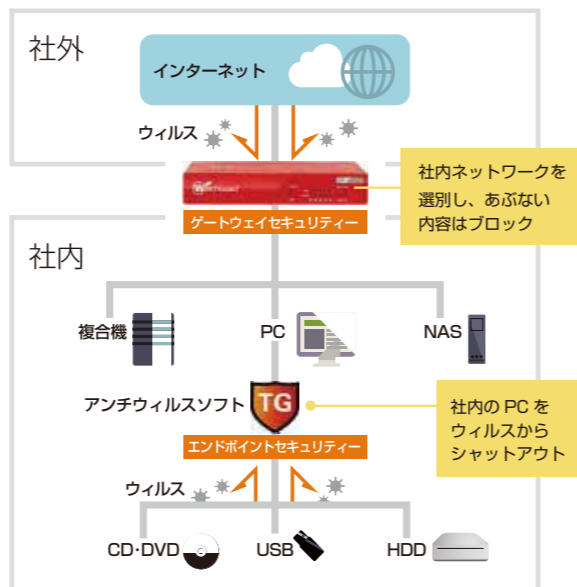 社外
インターネット
ウィルス
WatchGuard
社内ネットワークを
選別し、あぶない
内容はブロック
ゲートウェイセキュリティー
社内
複合機
PC
NAS
アンチウィルスソフト
TG
社内の PC を
ウィルスから
シャットアウト
エンドポイントセキュリティー
ウィルス
CD・DVD
USB
HDD